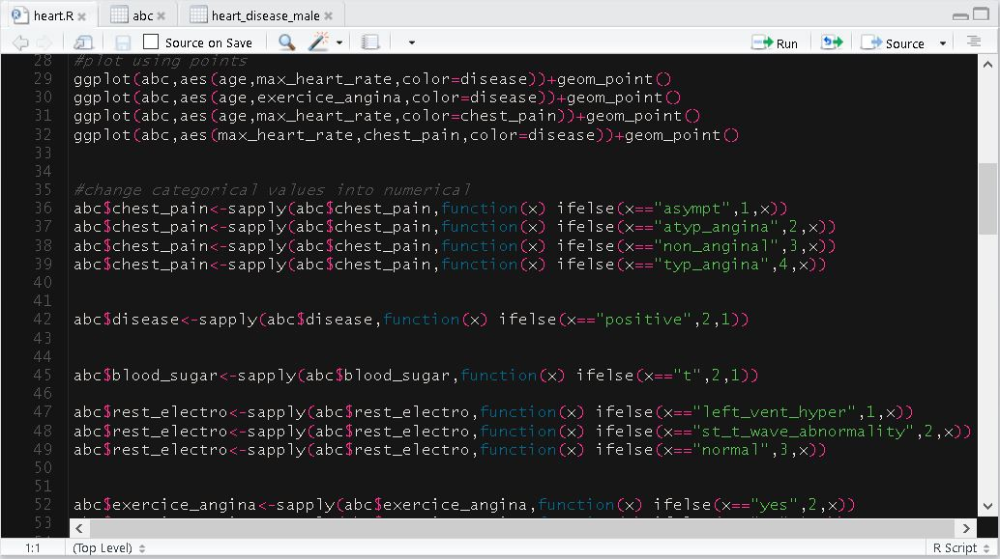 heart.R abc heart_disease_male
Source on Save Run Source
28 #plot using points
29 ggplot(abc,aes(age,max_heart_rate,color=disease))+geom_point()
30 ggplot(abc,aes(age,exercice_angina,color=disease))+geom_point()
31 ggplot(abc,aes(age,max_heart_rate,color=chest_pain))+geom_point()
32 ggplot(abc,aes(max_heart_rate,chest_pain,color=disease))+geom_point()
33
34
35 #change categorical values into numerical
36 abc$chest_pain<-sapply(abc$chest_pain,function(x) ifelse(x=="asympt",1,x))
37 abc$chest_pain<-sapply(abc$chest_pain,function(x) ifelse(x=="atyp_angina",2,x))
38 abc$chest_pain<-sapply(abc$chest_pain,function(x) ifelse(x=="non_anginal",3,x))
39 abc$chest_pain<-sapply(abc$chest_pain,function(x) ifelse(x=="typ_angina",4,x))
40
41
42 abc$disease<-sapply(abc$disease,function(x) ifelse(x=="positive",2,1))
43
44
45 abc$blood_sugar<-sapply(abc$blood_sugar,function(x) ifelse(x=="t",2,1))
46
47 abc$rest_electro<-sapply(abc$rest_electro,function(x) ifelse(x=="left_vent_hyper",1,x))
48 abc$rest_electro<-sapply(abc$rest_electro,function(x) ifelse(x=="st_t_wave_abnormality",2,x))
49 abc$rest_electro<-sapply(abc$rest_electro,function(x) ifelse(x=="normal",3,x))
50
51
52 abc$exercice_angina<-sapply(abc$exercice_angina,function(x) ifelse(x=="yes",2,x))
53
1:1 (Top Level) R Script